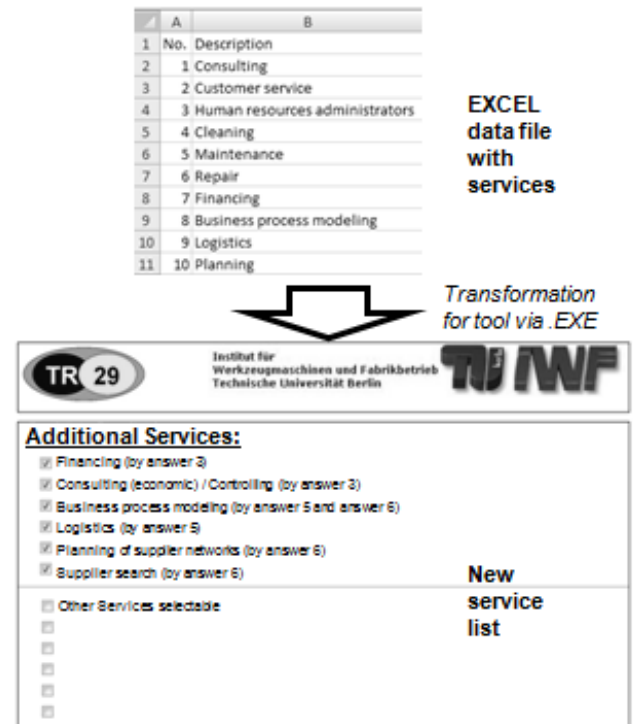 A B
1 No. Description
2 1 Consulting
3 2 Customer service
4 3 Human resources administrators
5 4 Cleaning
6 5 Maintenance
7 6 Repair
8 7 Financing
9 8 Business process modeling
10 9 Logistics
11 10 Planning
EXCEL
data file
with
services
Transformation
for tool via .EXE
TR 29
Institut für
Werkzeugmaschinen und Fabrikbetrieb
Technische Universität Berlin
IWF
Additional Services:
Financing (by answer 3)
Consulting (economic) / Controlling (by answer 3)
Business process modeling (by answer 5 and answer 6)
Logistics (by answer 5)
Planning of supplier networks (by answer 6)
Supplier search (by answer 6)
Other Services selectable
New
service
list